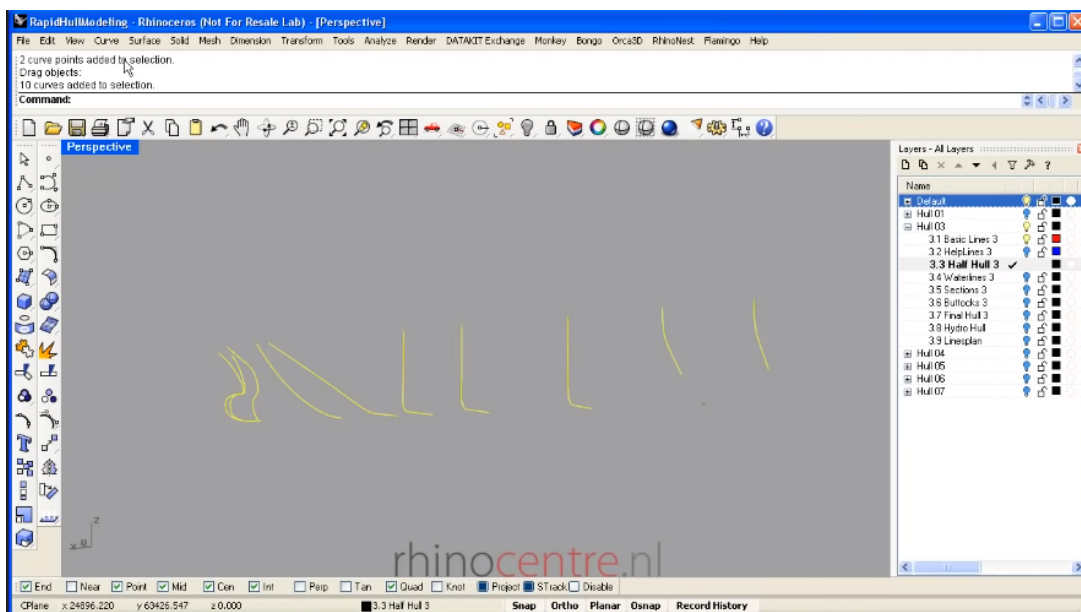 RapidHullModeling - Rhinoceros (Not For Resale Lab) - [Perspective]
File Edit View Curve Surface Solid Mesh Dimension Transform Tools Analyze Render DATAKIT Exchange Monkey Bongo Orca3D RhinoNest Flamingo Help
2 curve points added to selection.
Drag objects:
10 curves added to selection.
Command:
Perspective
Layers - All Layers
Name
Default
Hull 01
Hull 03
3.1 Basic Lines 3
3.2 HelpLines 3
3.3 Half Hull 3
3.4 Waterlines 3
3.5 Sections 3
3.6 Buttocks 3
3.7 Final Hull 3
3.8 Hydro Hull
3.9 Linesplan
Hull 04
Hull 05
Hull 06
Hull 07
z
x y
rhinocentre.nl
End Near Point Mid Cen Int Perp Tan Quad Knot Project STrack Disable
CPlane x 24896.220 y 63426.547 z 0.000 3.3 Half Hull 3 Snap Ortho Planar Osnap Record History